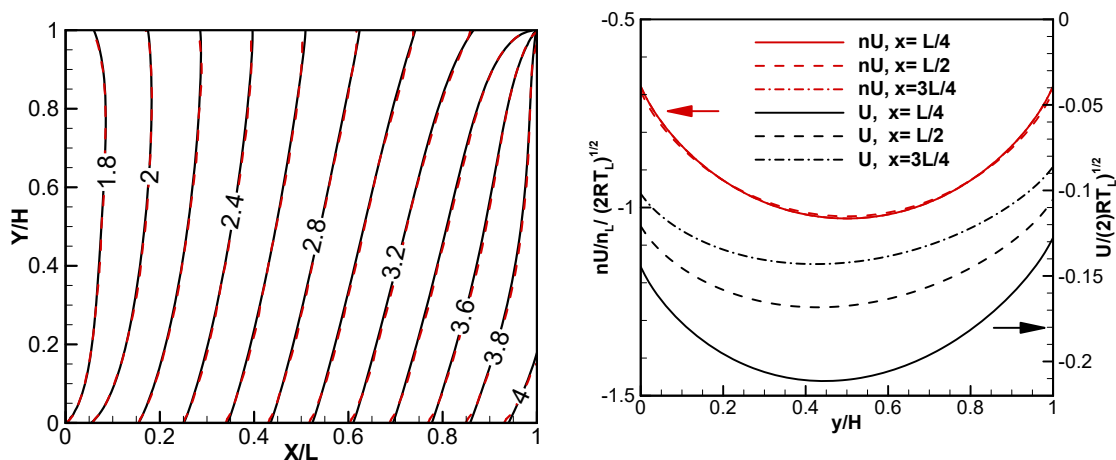 1
0.8
0.6
0.4
0.2
0
Y/H
1.8
2
2.4
2.8
3.2
3.6
3.8
4
0 0.2 0.4 0.6 0.8 1
X/L
-0.5
-1
-1.5
nU/n_L/ (2RT_L)^1/2
nU, x= L/4
nU, x= L/2
nU, x=3L/4
U, x= L/4
U, x= L/2
U, x=3L/4
0
-0.05
-0.1
-0.15
-0.2
U/(2)RT_L)^1/2
0 0.2 0.4 0.6 0.8 1
y/H